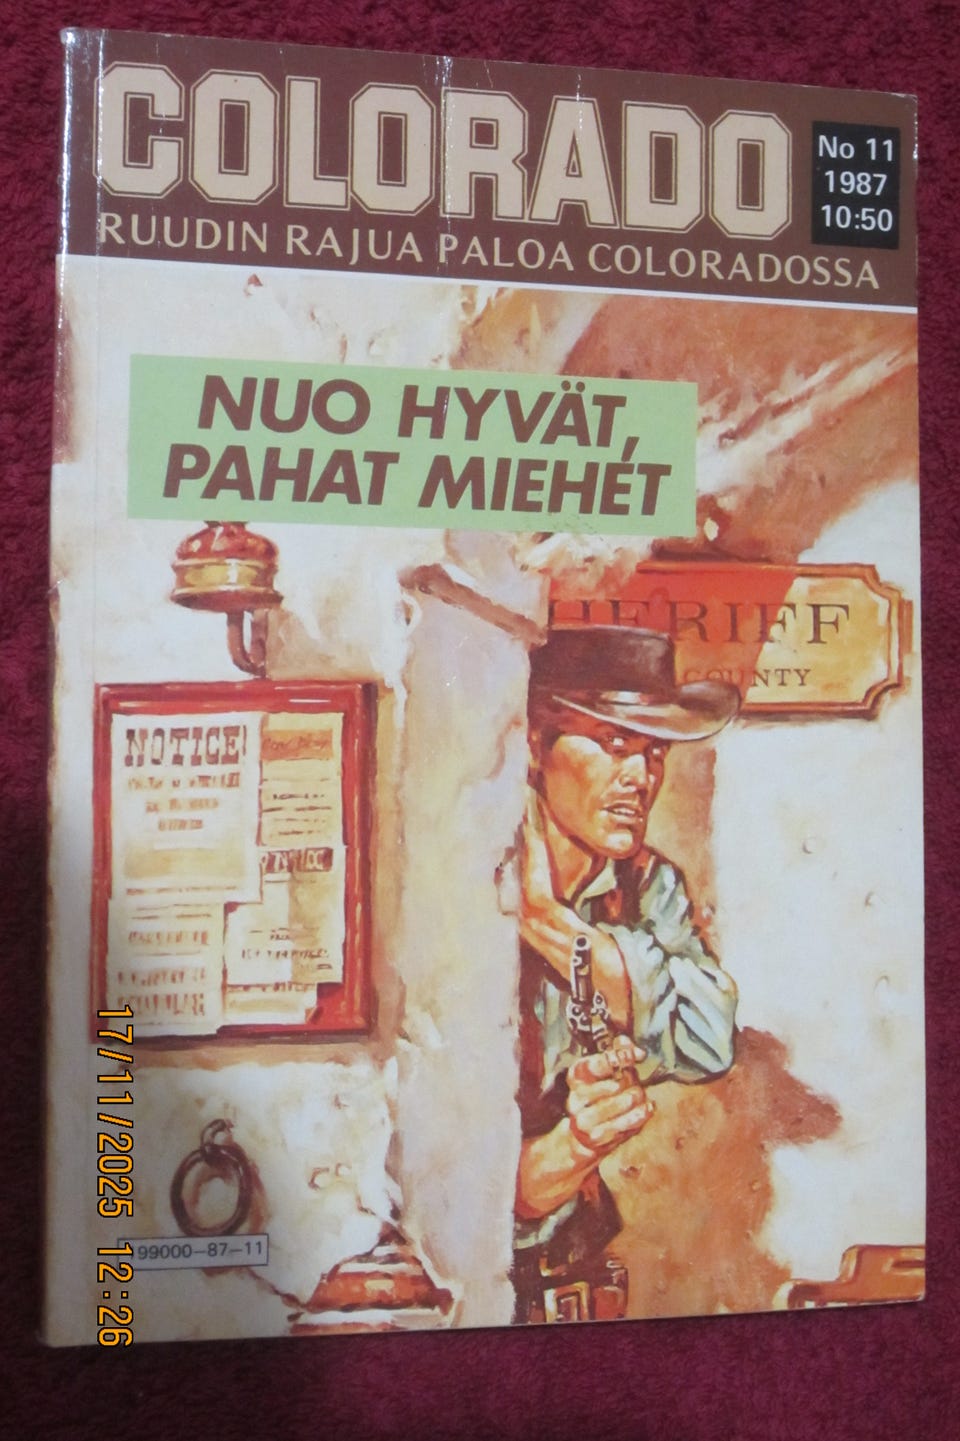 COLORADO
No 11
1987
10:50
RUUDIN RAJUA PALOA COLORADOSSA
NUO HYVÄT,
PAHAT MIEHET
HERIFF
COUNTY
NOTICE!
199000-87-11
17/11/2025 12:26